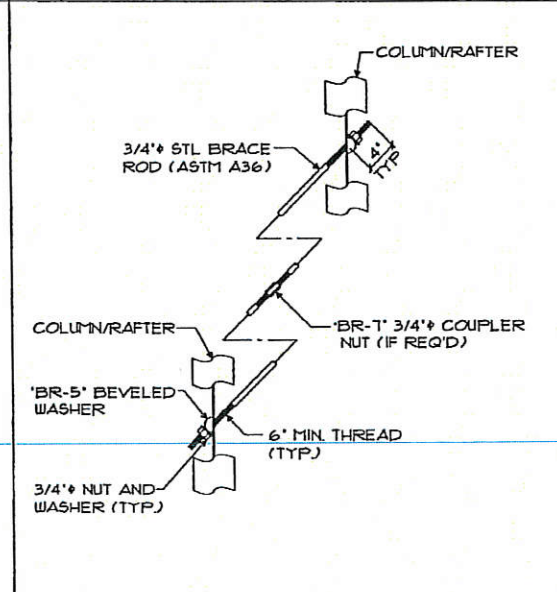 COLUMN/RAFTER
3/4"ϕ STL BRACE
ROD (ASTM A36)
4"
TYP
"BR-7" 3/4"ϕ COUPLER
NUT (IF REQ'D)
COLUMN/RAFTER
"BR-5" BEVELED
WASHER
6" MIN. THREAD
(TYP.)
3/4"ϕ NUT AND
WASHER (TYP.)